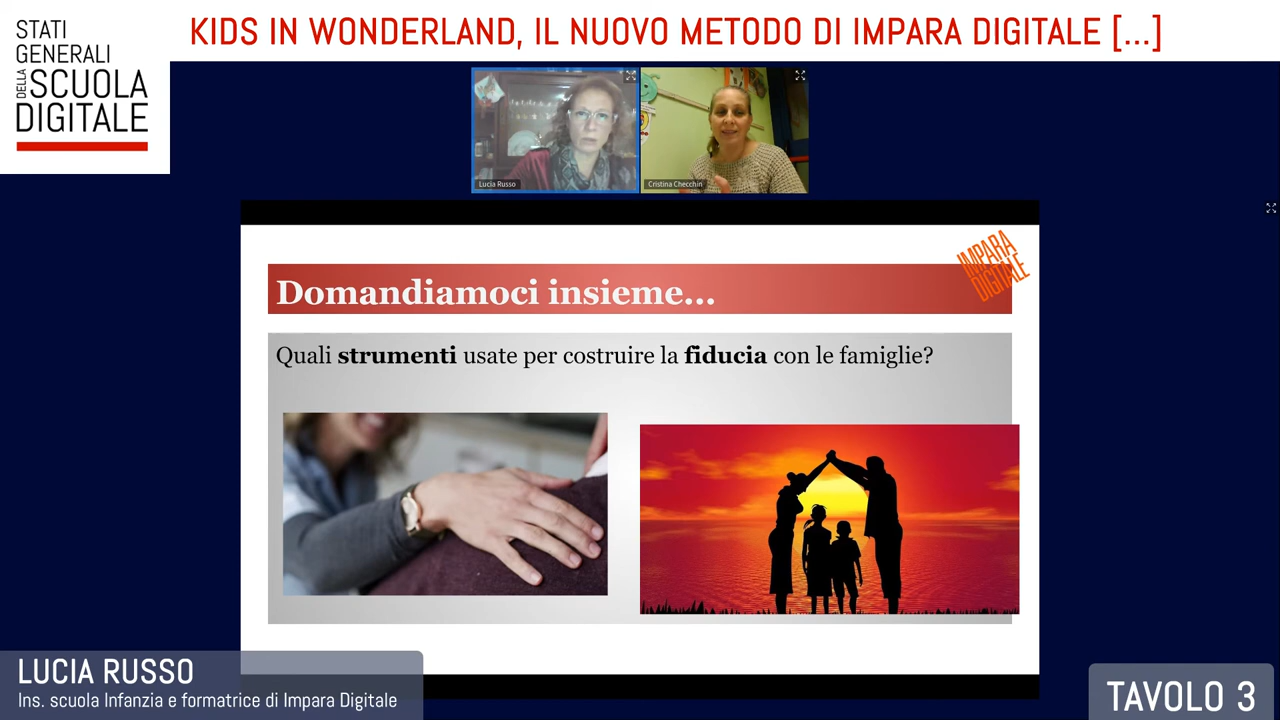 STATI
GENERALI
DELLA SCUOLA
DIGITALE
KIDS IN WONDERLAND, IL NUOVO METODO DI IMPARA DIGITALE [...]
Lucia Russo
Cristina Checchin
IMPARA
DIGITALE
Domandiamoci insieme...
Quali strumenti usate per costruire la fiducia con le famiglie?
LUCIA RUSSO
Ins. scuola Infanzia e formatrice di Impara Digitale
TAVOLO 3